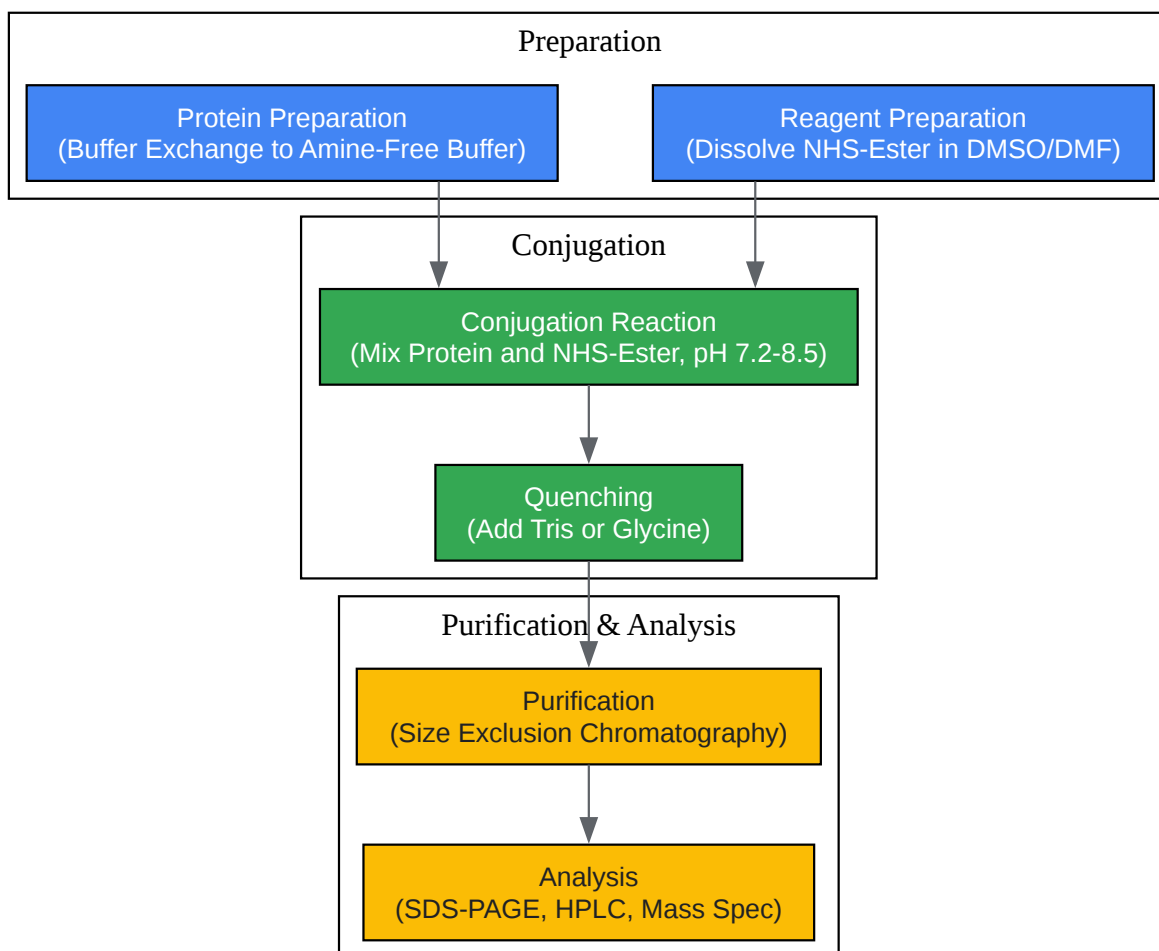 Preparation
Protein Preparation
(Buffer Exchange to Amine-Free Buffer)
Reagent Preparation
(Dissolve NHS-Ester in DMSO/DMF)
Conjugation
Conjugation Reaction
(Mix Protein and NHS-Ester, pH 7.2-8.5)
Quenching
(Add Tris or Glycine)
Purification & Analysis
Purification
(Size Exclusion Chromatography)
Analysis
(SDS-PAGE, HPLC, Mass Spec)